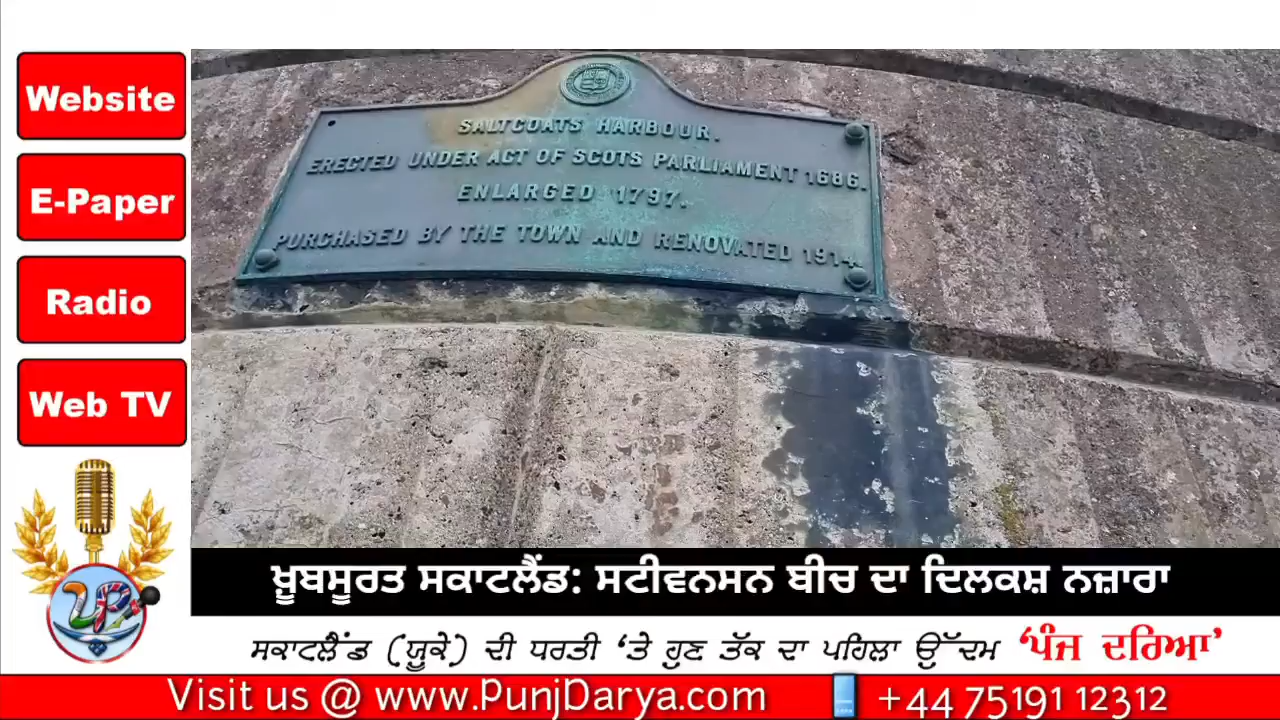 Website
E-Paper
Radio
Web TV
UP
SALTCOATS HARBOUR.
ERECTED UNDER ACT OF SCOTS PARLIAMENT 1686.
ENLARGED 1797.
PURCHASED BY THE TOWN AND RENOVATED 1914.
ਖ਼ੂਬਸੂਰਤ ਸਕਾਟਲੈਂਡ: ਸਟੀਵਨਸਨ ਬੀਚ ਦਾ ਦਿਲਕਸ਼ ਨਜ਼ਾਰਾ
ਸਕਾਟਲੈਂਡ (ਯੂਕੇ) ਦੀ ਧਰਤੀ ‘ਤੇ ਹੁਣ ਤੱਕ ਦਾ ਪਹਿਲਾ ਉੱਦਮ ‘ਪੰਜ ਦਰਿਆ’
Visit us @ www.PunjDarya.com +44 75191 12312